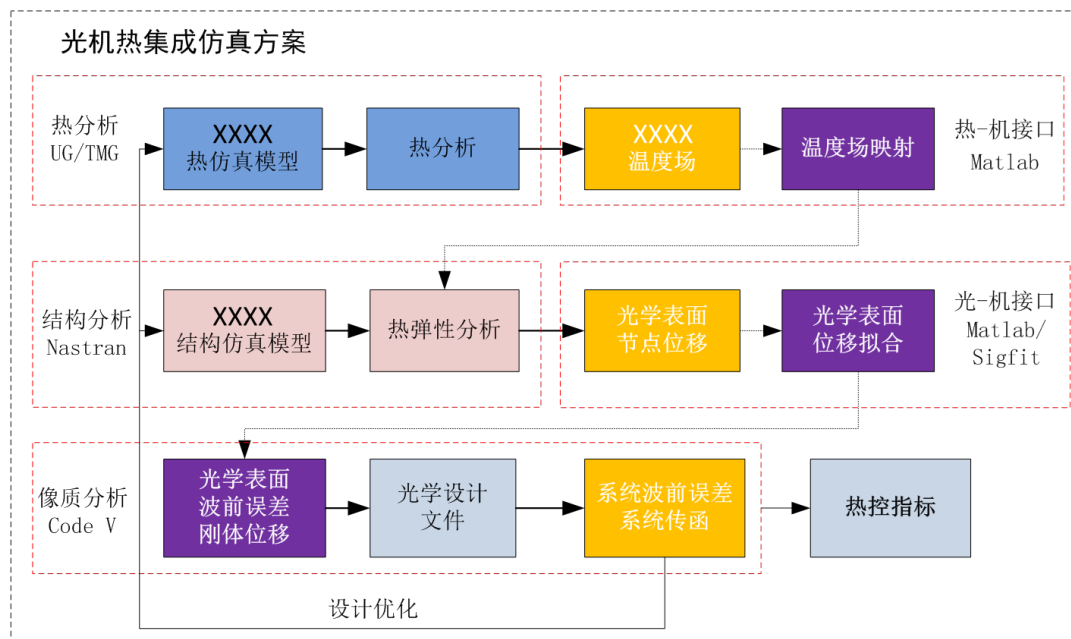 光机热集成仿真方案
热分析
UG/TMG
XXXX
热仿真模型
热分析
XXXX
温度场
温度场映射
热-机接口
Matlab
结构分析
Nastran
XXXX
结构仿真模型
热弹性分析
光学表面
节点位移
光学表面
位移拟合
光-机接口
Matlab/
Sigfit
像质分析
Code V
光学表面
波前误差
刚体位移
光学设计
文件
系统波前误差
系统传函
热控指标
设计优化